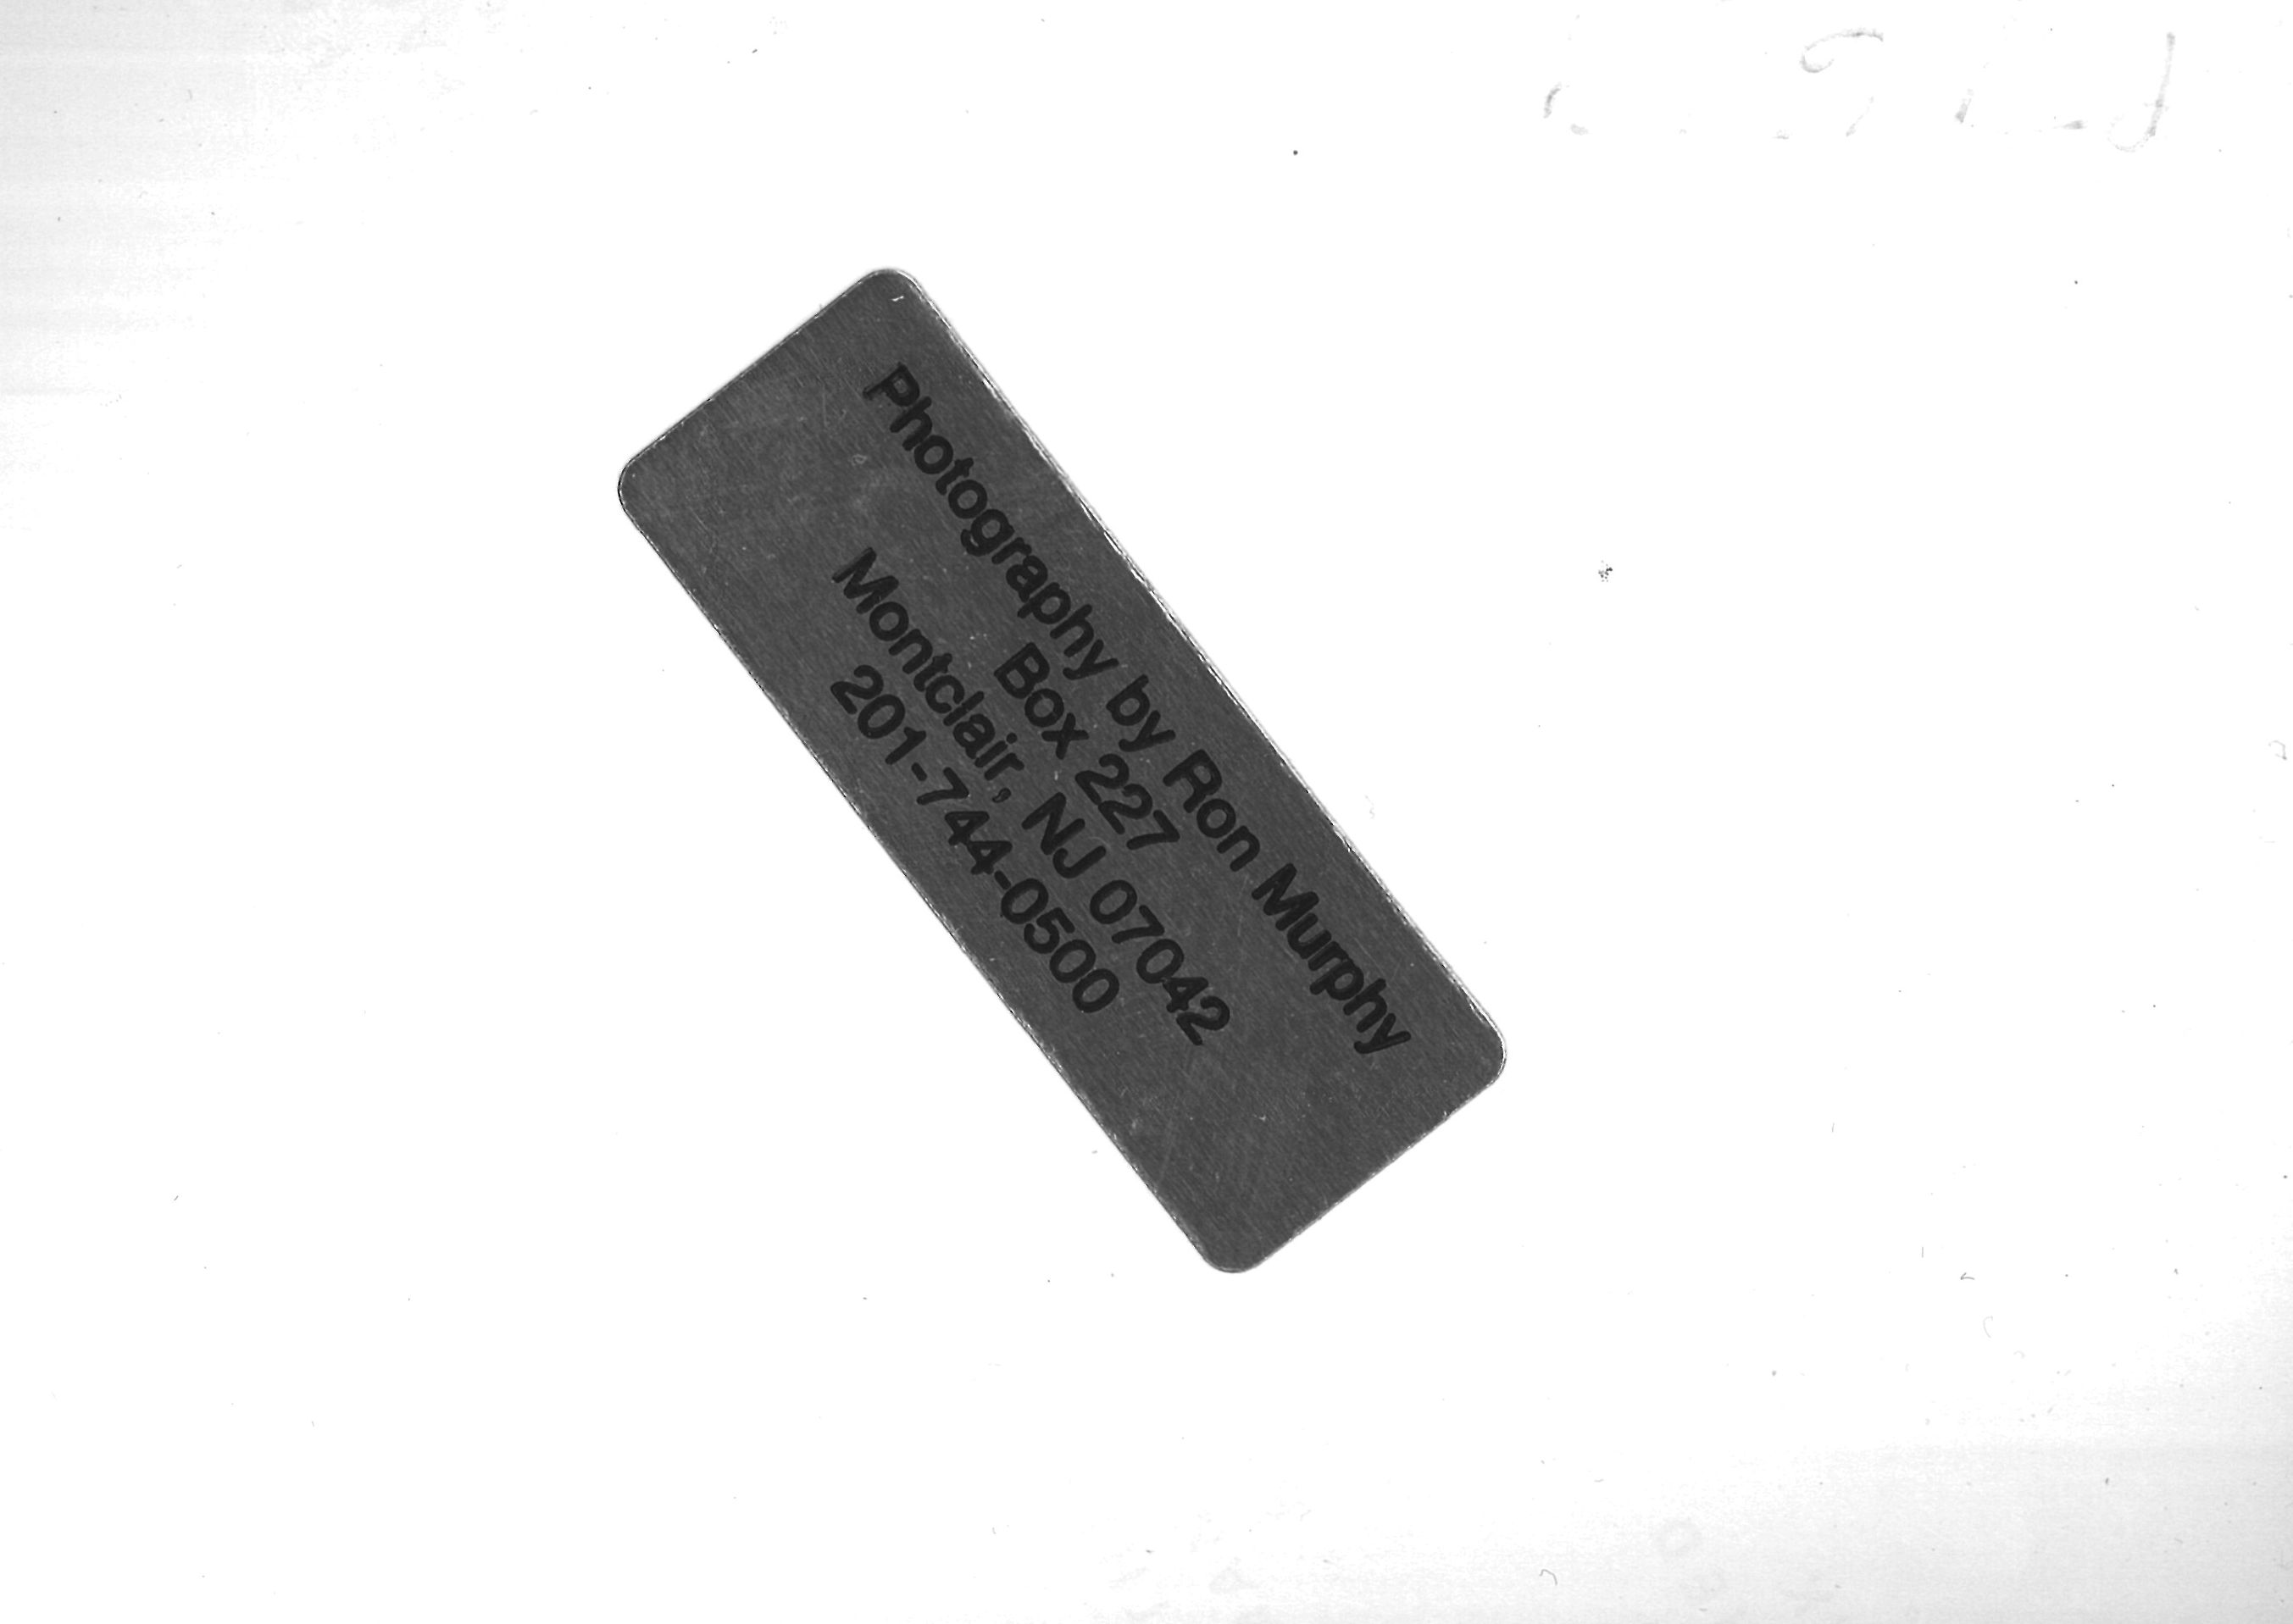 Photography by Ron Murphy
Box 227
Montclair, NJ 07042
201-744-0500